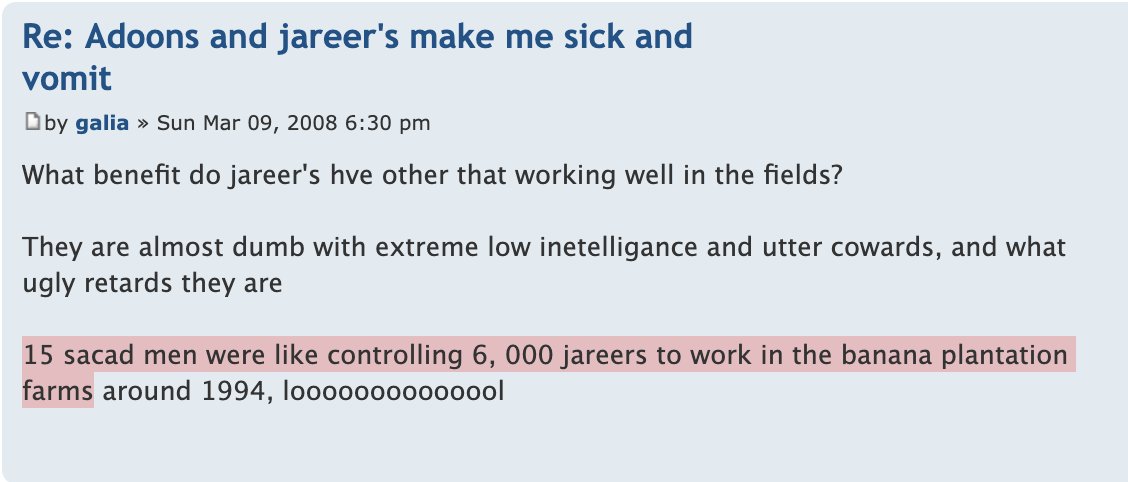 Re: Adoons and jareer's make me sick and
vomit
by galia » Sun Mar 09, 2008 6:30 pm
What benefit do jareer's hve other that working well in the fields?
They are almost dumb with extreme low inetelligance and utter cowards, and what
ugly retards they are
15 sacad men were like controlling 6, 000 jareers to work in the banana plantation
farms around 1994, looooooooooooool